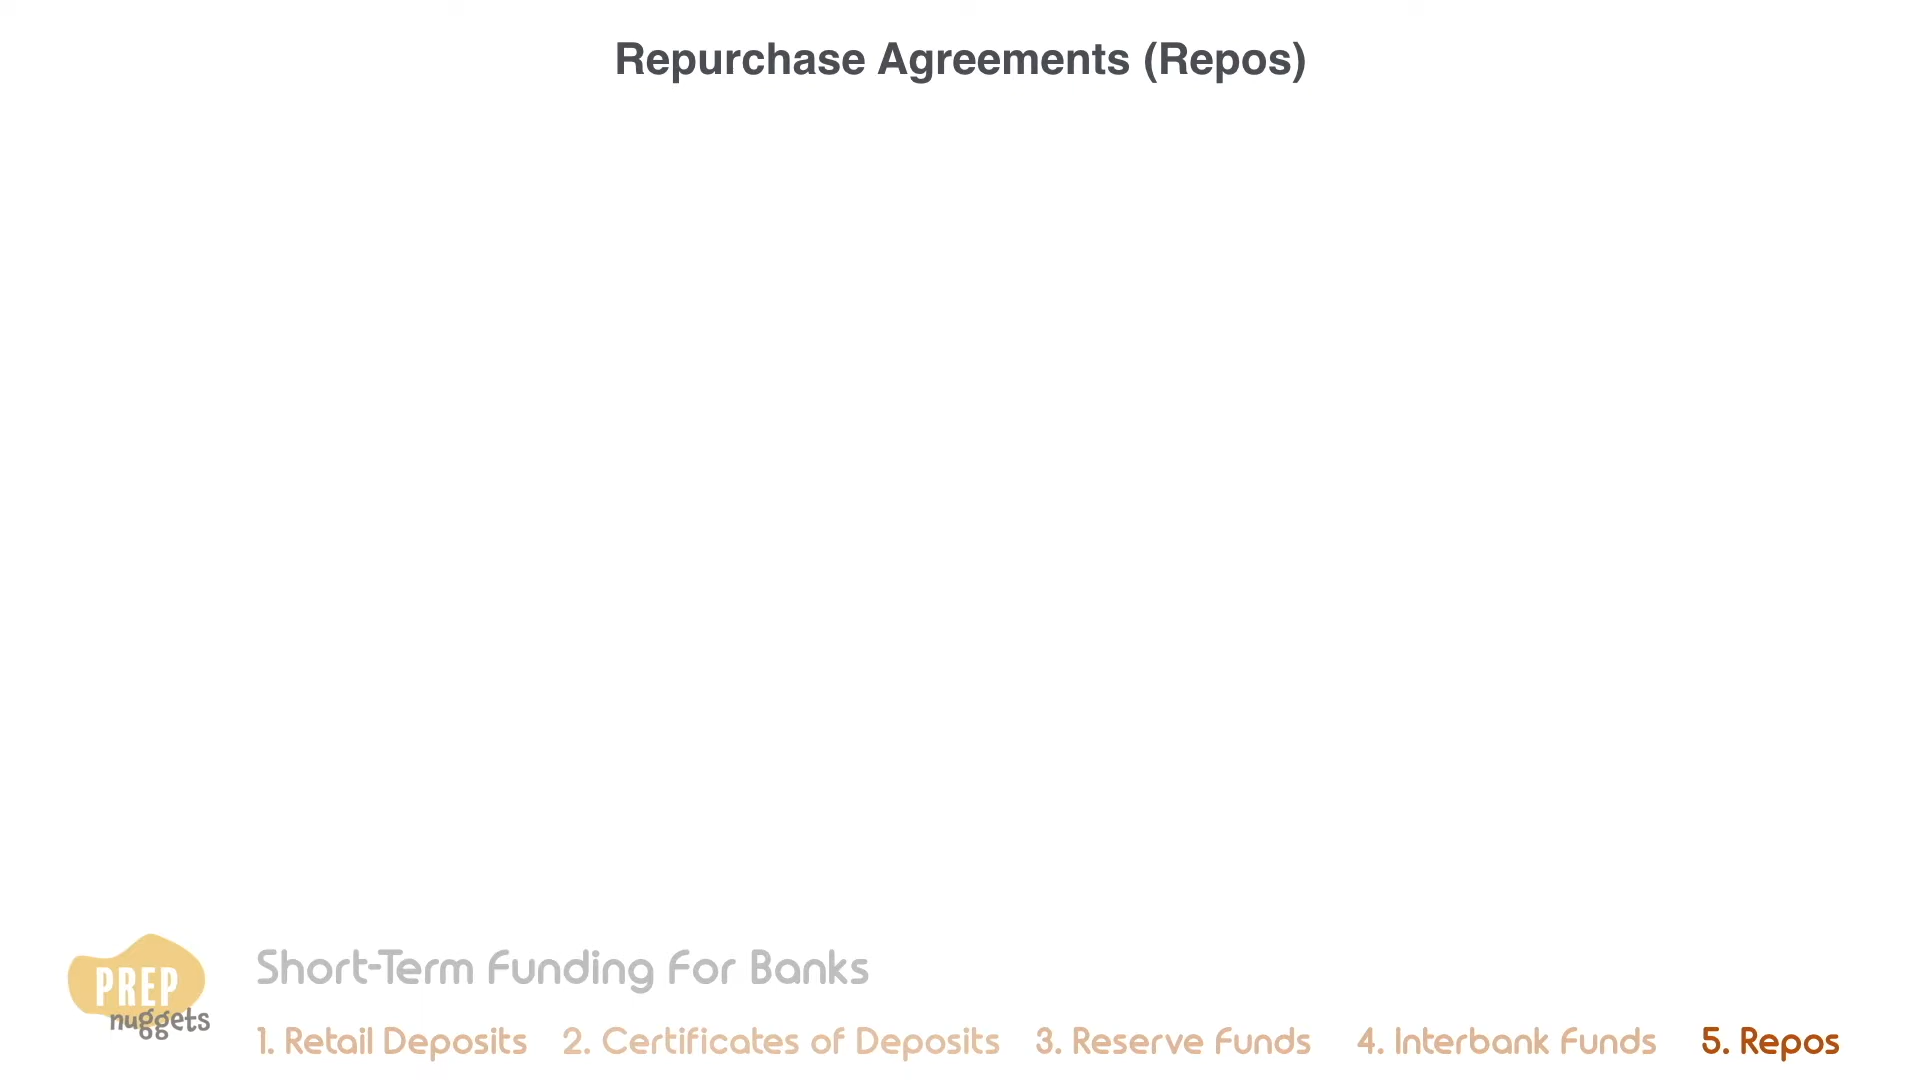 Repurchase Agreements (Repos)
PREP
nuggets
Short-Term Funding For Banks
1. Retail Deposits 2. Certificates of Deposits 3. Reserve Funds 4. Interbank Funds 5. Repos